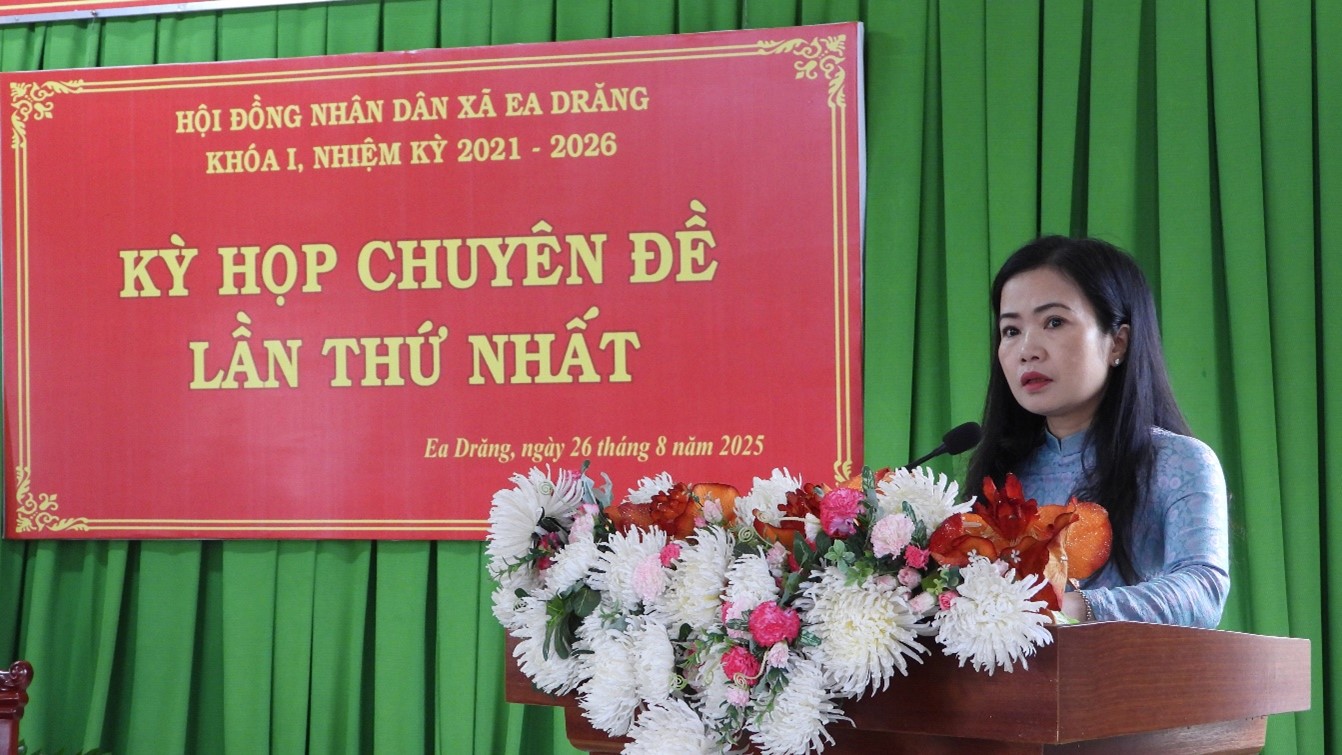 HỘI ĐỒNG NHÂN DÂN XÃ EA DRĂNG
KHÓA I, NHIỆM KỲ 2021 - 2026
KỲ HỌP CHUYÊN ĐỀ
LẦN THỨ NHẤT
Ea Drăng, ngày 26 tháng 8 năm 2025